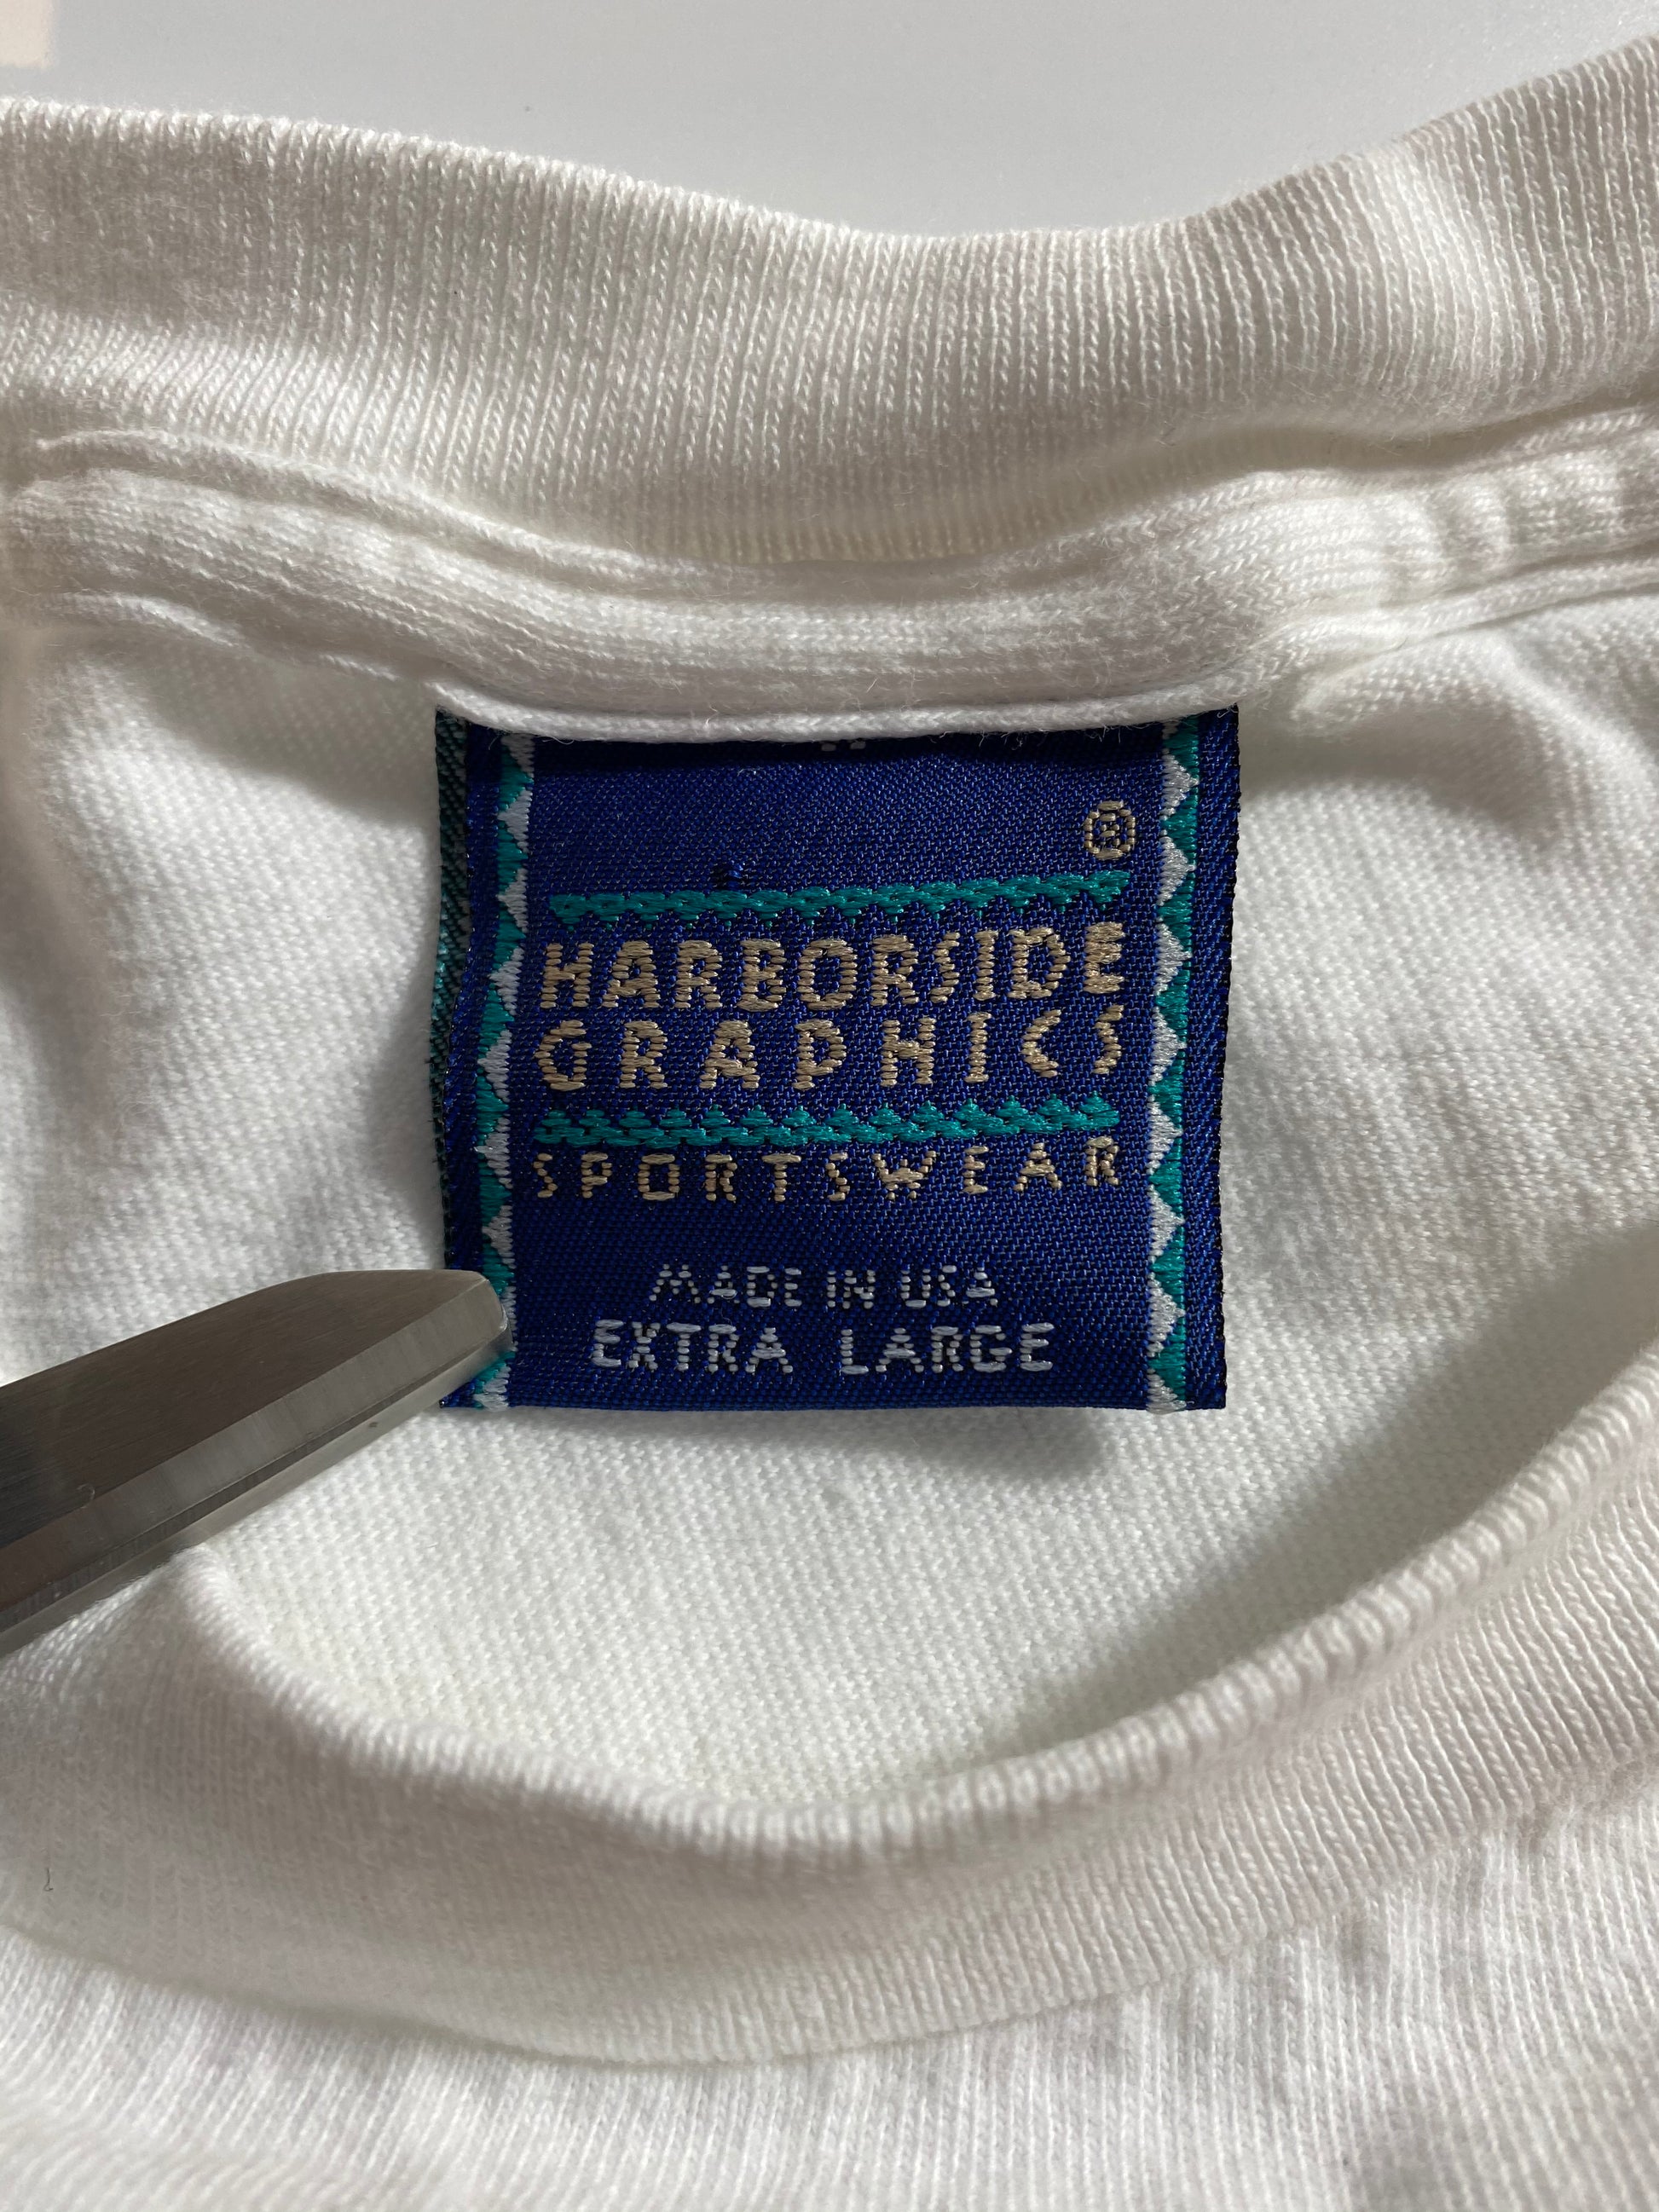 ®
HARBORSIDE
GRAPHICS
SPORTSWEAR
MADE IN USA
EXTRA LARGE